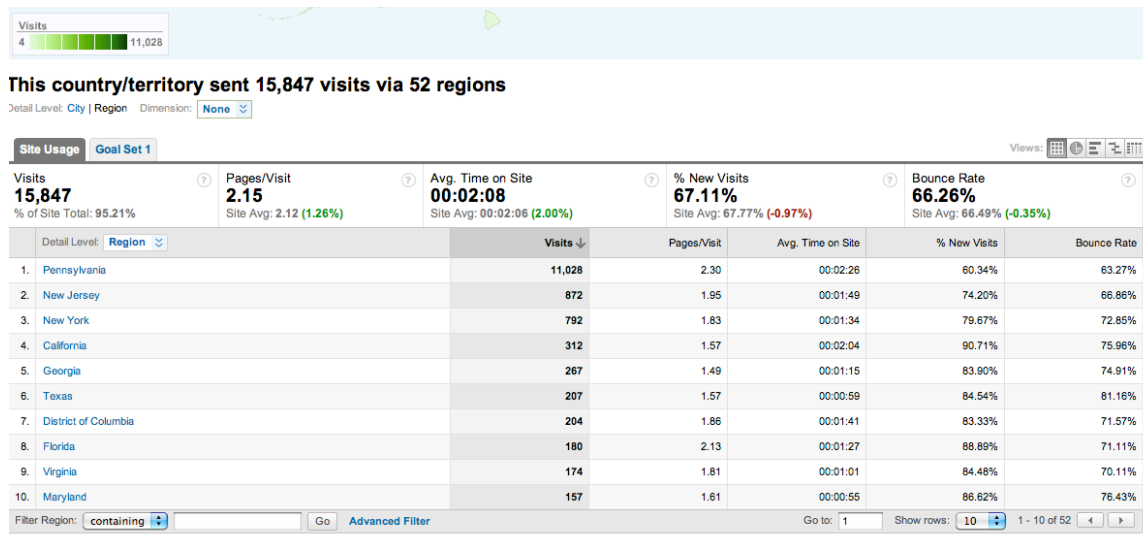 Visits
4 11,028
This country/territory sent 15,847 visits via 52 regions
Detail Level: City | Region Dimension: None
Site Usage Goal Set 1 Views:
Visits ? Pages/Visit ? Avg. Time on Site ? % New Visits ? Bounce Rate ?
15,847 2.15 00:02:08 67.11% 66.26%
% of Site Total: 95.21% Site Avg: 2.12 (1.26%) Site Avg: 00:02:06 (2.00%) Site Avg: 67.77% (-0.97%) Site Avg: 66.49% (-0.35%)
Detail Level: Region Visits Pages/Visit Avg. Time on Site % New Visits Bounce Rate
1. Pennsylvania 11,028 2.30 00:02:26 60.34% 63.27%
2. New Jersey 872 1.95 00:01:49 74.20% 66.86%
3. New York 792 1.83 00:01:34 79.67% 72.85%
4. California 312 1.57 00:02:04 90.71% 75.96%
5. Georgia 267 1.49 00:01:15 83.90% 74.91%
6. Texas 207 1.57 00:00:59 84.54% 81.16%
7. District of Columbia 204 1.86 00:01:41 83.33% 71.57%
8. Florida 180 2.13 00:01:27 88.89% 71.11%
9. Virginia 174 1.81 00:01:01 84.48% 70.11%
10. Maryland 157 1.61 00:00:55 86.62% 76.43%
Filter Region: containing Go Advanced Filter Go to: 1 Show rows: 10 1 - 10 of 52